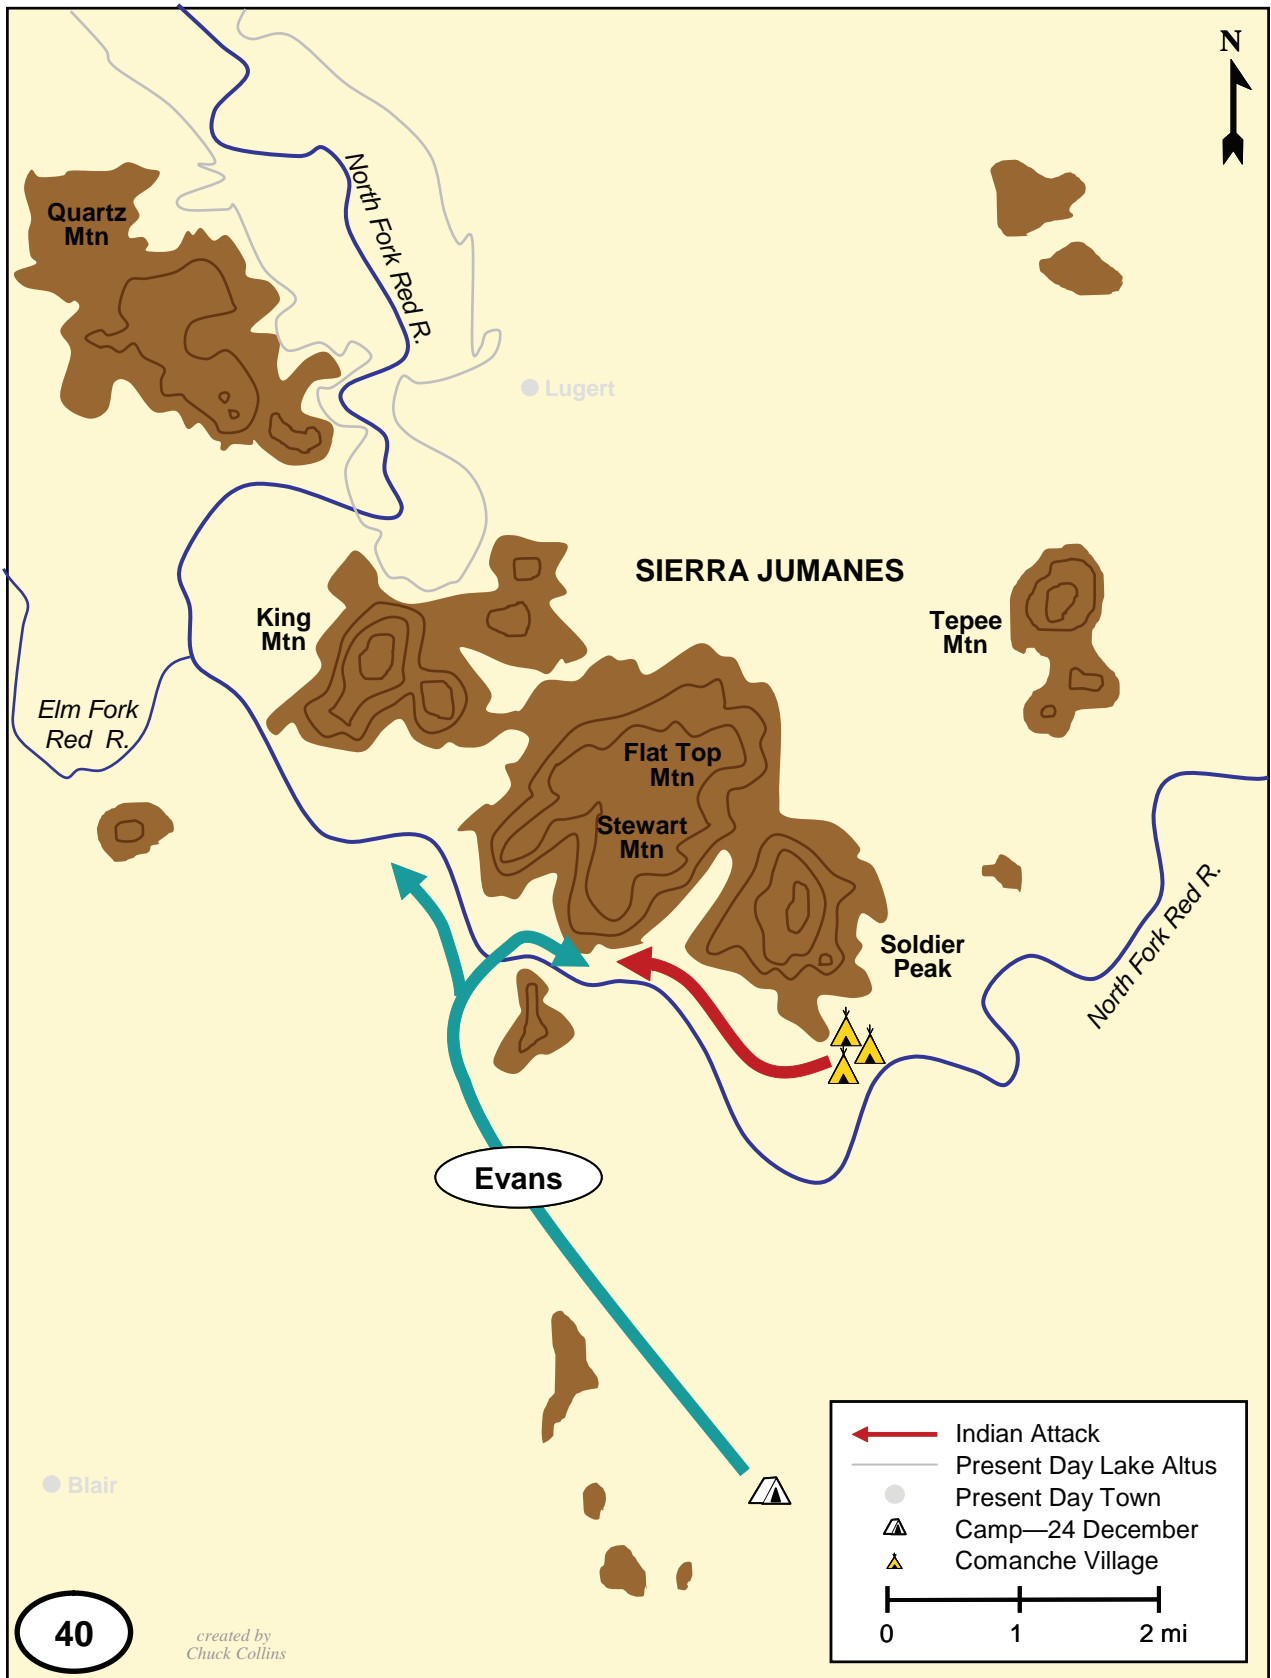 N
North Fork Red R.
Quartz
Mtn
Lugert
SIERRA JUMANES
King
Mtn
Tepee
Mtn
Elm Fork
Red R.
Flat Top
Mtn
Stewart
Mtn
Soldier
Peak
North Fork Red R.
Evans
Blair
Indian Attack
Present Day Lake Altus
Present Day Town
Camp—24 December
Comanche Village
0 1 2 mi
40
created by
Chuck Collins